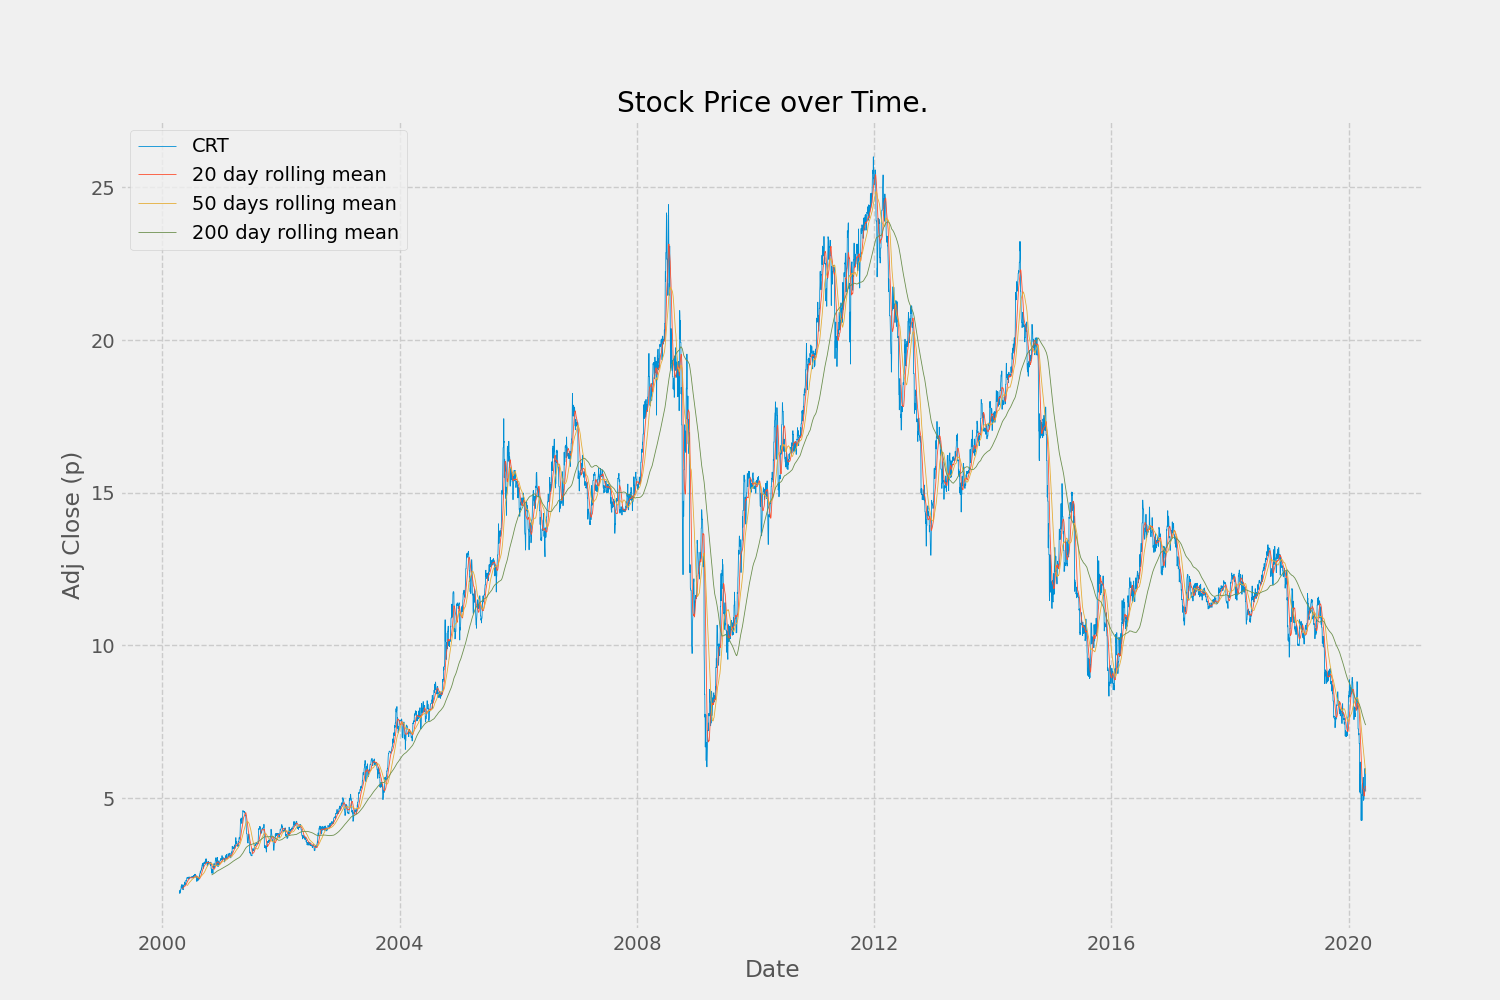 Stock Price over Time.
CRT
20 day rolling mean
50 days rolling mean
200 day rolling mean
25
20
15
10
5
Adj Close (p)
2000 2004 2008 2012 2016 2020
Date